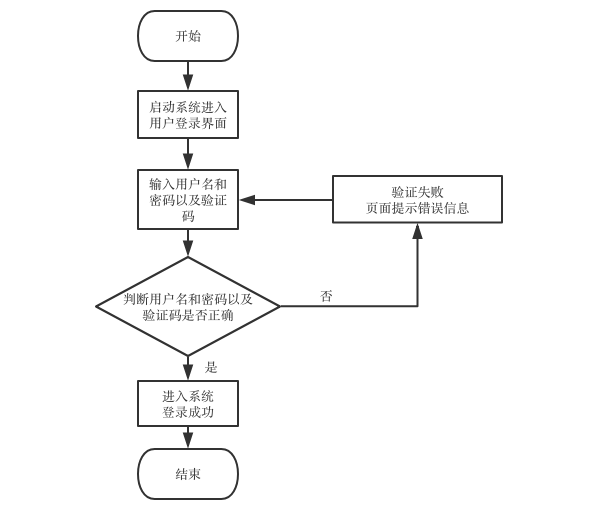 开始
启动系统进入
用户登录界面
输入用户名和
密码以及验证
码
验证失败
页面提示错误信息
判断用户名和密码以及
验证码是否正确
否
是
进入系统
登录成功
结束